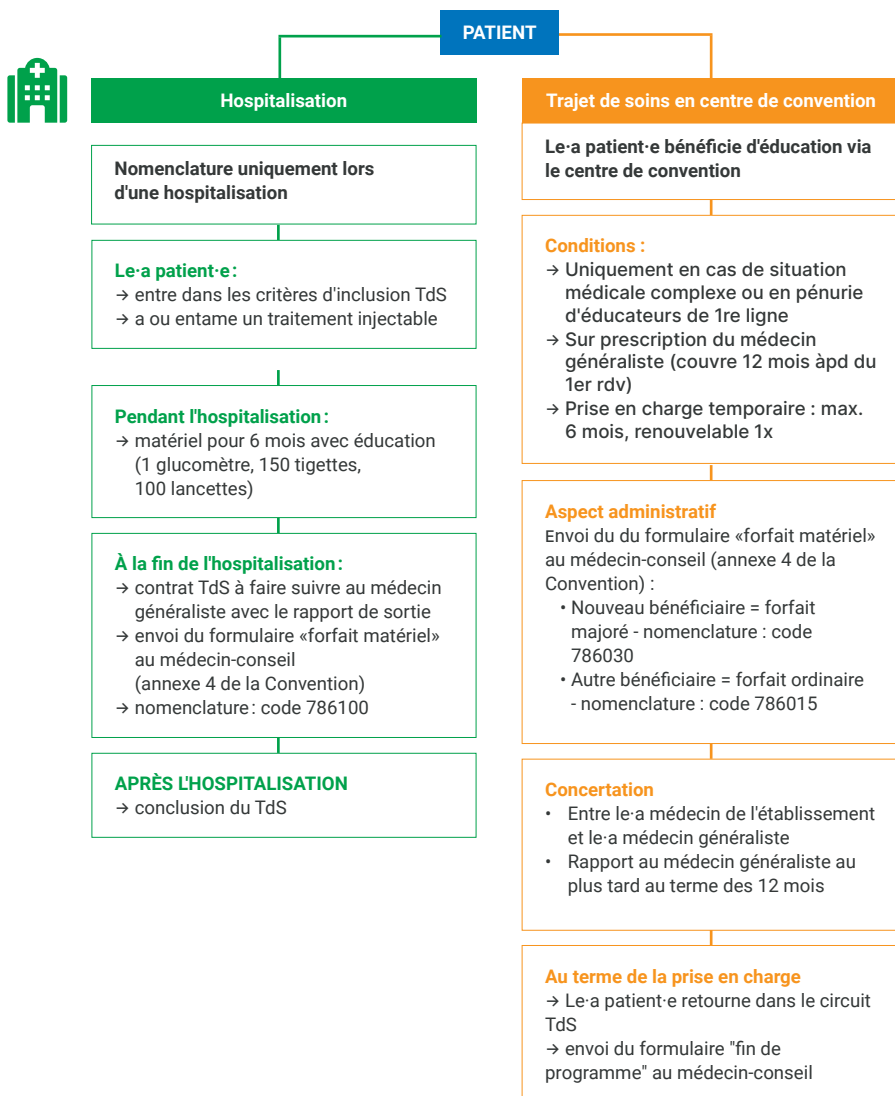 PATIENT
Hospitalisation
Nomenclature uniquement lors
d'une hospitalisation
Le·a patient·e :
→ entre dans les critères d'inclusion TdS
→ a ou entame un traitement injectable
Pendant l'hospitalisation :
→ matériel pour 6 mois avec éducation
(1 glucomètre, 150 tigettes,
100 lancettes)
À la fin de l'hospitalisation :
→ contrat TdS à faire suivre au médecin
généraliste avec le rapport de sortie
→ envoi du formulaire «forfait matériel»
au médecin-conseil
(annexe 4 de la Convention)
→ nomenclature : code 786100
APRÈS L'HOSPITALISATION
→ conclusion du TdS
Trajet de soins en centre de convention
Le·a patient·e bénéficie d'éducation via
le centre de convention
Conditions :
→ Uniquement en cas de situation
médicale complexe ou en pénurie
d'éducateurs de 1re ligne
→ Sur prescription du médecin
généraliste (couvre 12 mois àpd du
1er rdv)
→ Prise en charge temporaire : max.
6 mois, renouvelable 1x
Aspect administratif
Envoi du du formulaire «forfait matériel»
au médecin-conseil (annexe 4 de la
Convention) :
• Nouveau bénéficiaire = forfait
majoré - nomenclature : code
786030
• Autre bénéficiaire = forfait ordinaire
- nomenclature : code 786015
Concertation
• Entre le·a médecin de l'établissement
et le·a médecin généraliste
• Rapport au médecin généraliste au
plus tard au terme des 12 mois
Au terme de la prise en charge
→ Le·a patient·e retourne dans le circuit
TdS
→ envoi du formulaire "fin de
programme" au médecin-conseil